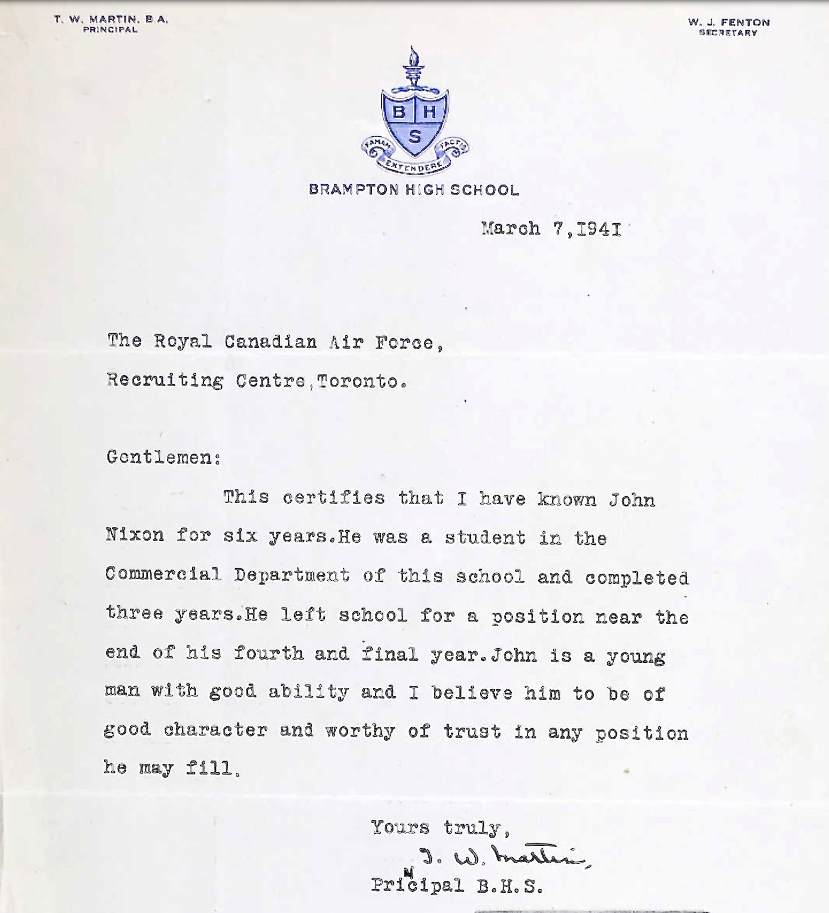 T. W. MARTIN, B A.
PRINCIPAL
W. J. FENTON
SECRETARY
B H
S
FAMAM EXTENDERE FACTIS
BRAMPTON HIGH SCHOOL
March 7,I94I
The Royal Canadian Air Force,
Recruiting Centre,Toronto.
Gentlemen:
This certifies that I have known John
Nixon for six years.He was a student in the
Commercial Department of this school and completed
three years.He left school for a position near the
end of his fourth and final year.John is a young
man with good ability and I believe him to be of
good character and worthy of trust in any position
he may fill.
Yours truly,
T. W. Martin,
PriNcipal B.H.S.